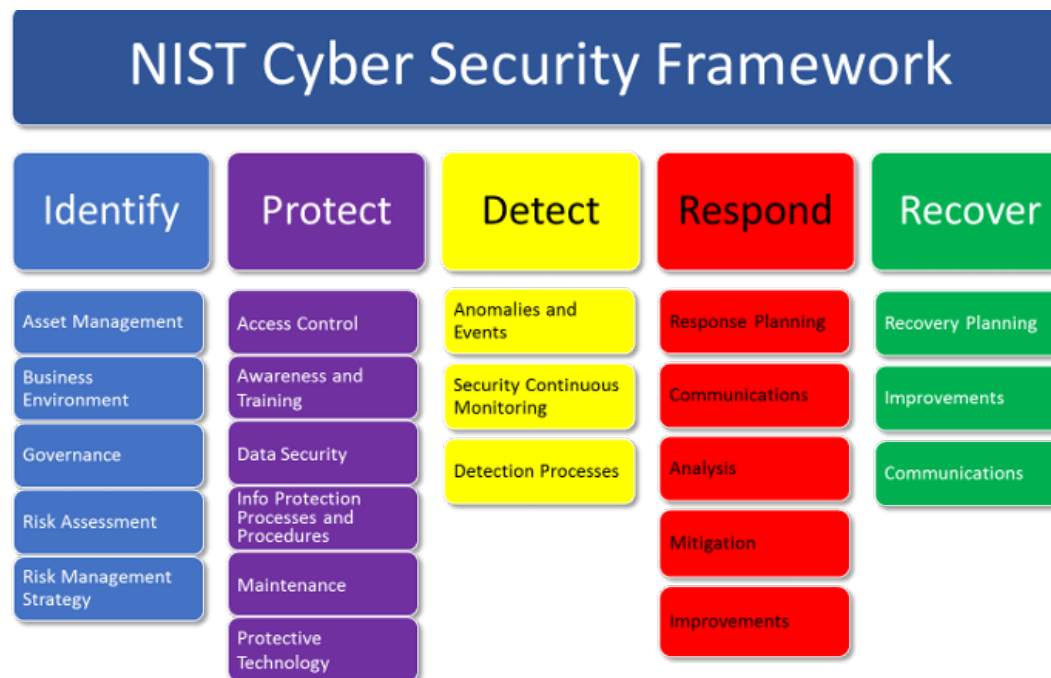 NIST Cyber Security Framework
Identify
Asset Management
Business
Environment
Governance
Risk Assessment
Risk Management
Strategy
Protect
Access Control
Awareness and
Training
Data Security
Info Protection
Processes and
Procedures
Maintenance
Protective
Technology
Detect
Anomalies and
Events
Security Continuous
Monitoring
Detection Processes
Respond
Response Planning
Communications
Analysis
Mitigation
Improvements
Recover
Recovery Planning
Improvements
Communications